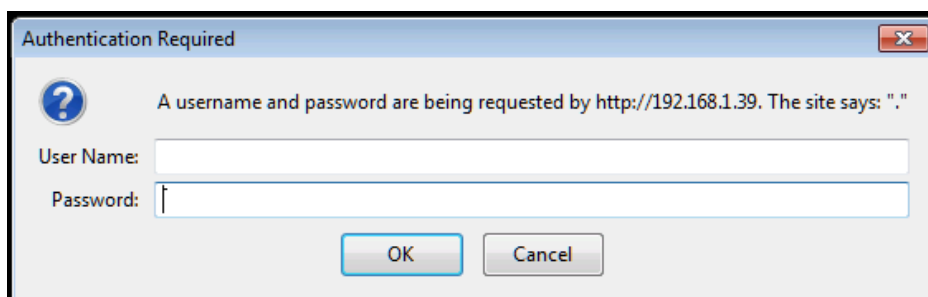 Authentication Required
A username and password are being requested by http://192.168.1.39. The site says: "."
User Name:
Password:
OK
Cancel